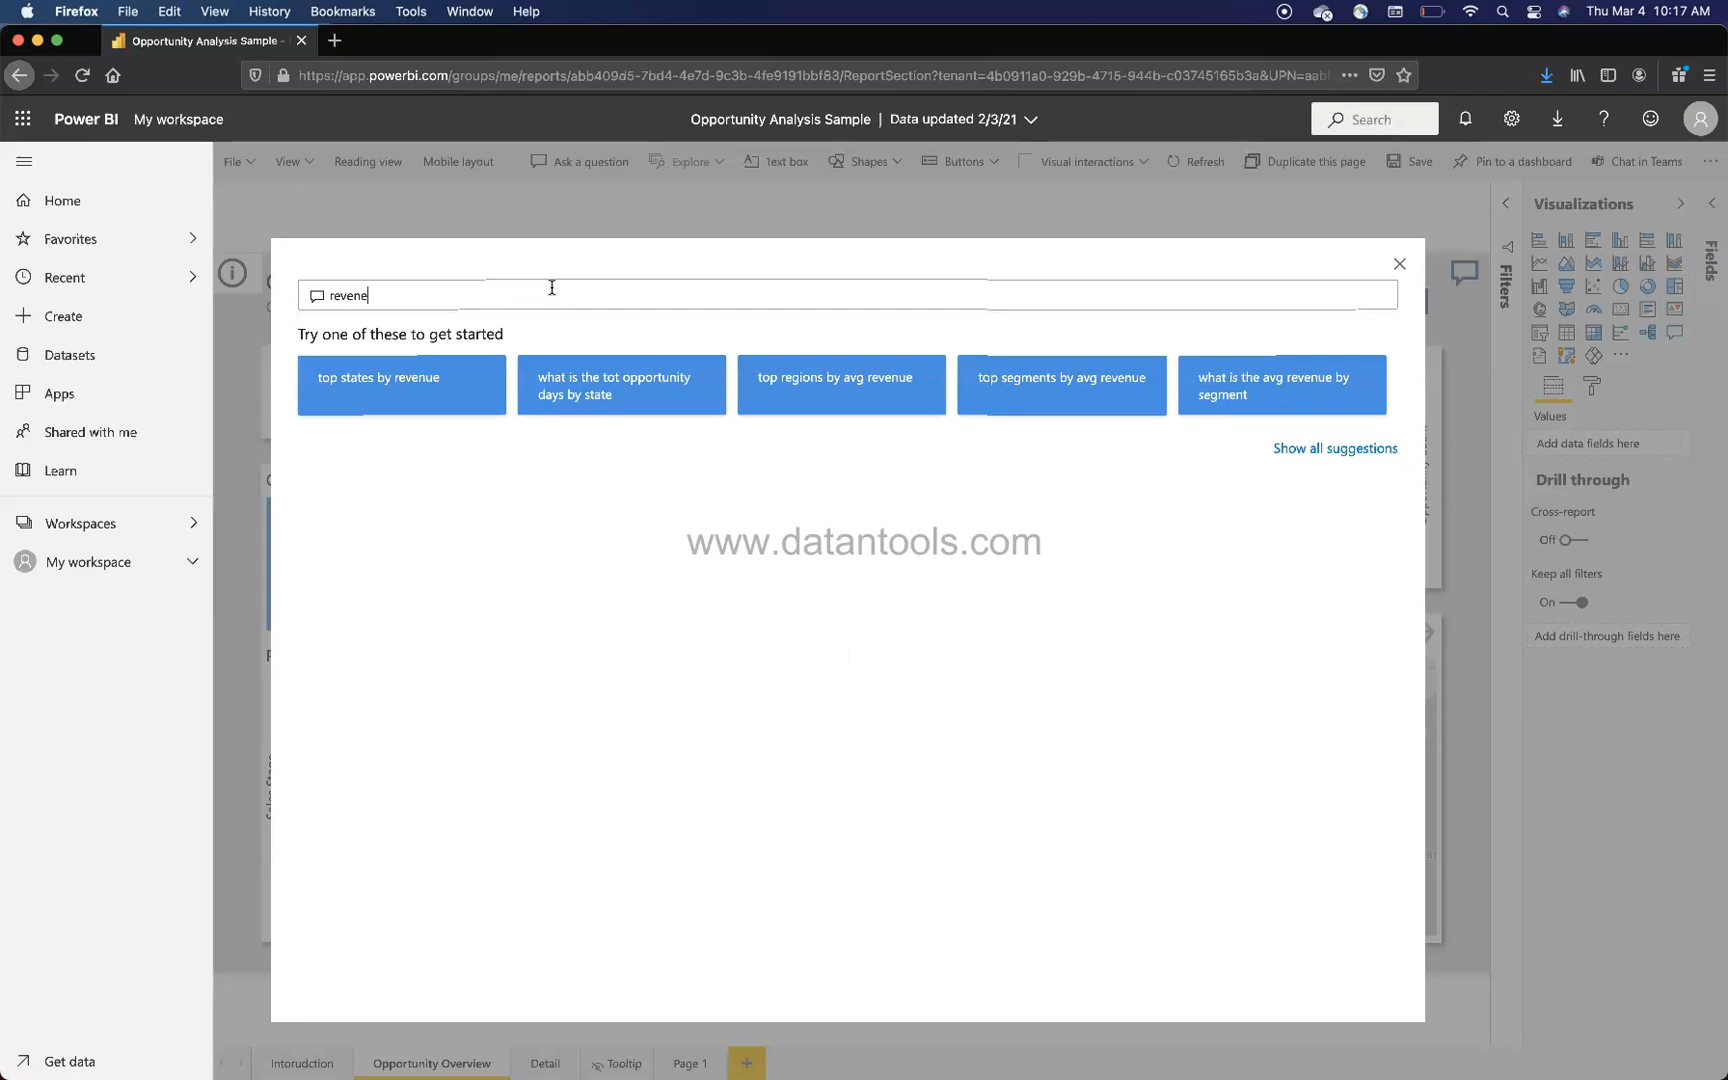 Firefox File Edit View History Bookmarks Tools Window Help Thu Mar 4 10:17 AM
Opportunity Analysis Sample -
https://app.powerbi.com/groups/me/reports/abb409d5-7bd4-4e7d-9c3b-4fe9191bbf83/ReportSection?tenant=4b0911a0-929b-4715-944b-c03745165b3a&UPN=aabl
Power BI My workspace Opportunity Analysis Sample | Data updated 2/3/21 Search
File View Reading view Mobile layout Ask a question Explore Text box Shapes Buttons Visual interactions Refresh Duplicate this page Save Pin to a dashboard Chat in Teams
Home
Favorites
Recent
Create
Datasets
Apps
Shared with me
Learn
Workspaces
My workspace
Get data
revene
Try one of these to get started
top states by revenue
what is the tot opportunity
days by state
top regions by avg revenue
top segments by avg revenue
what is the avg revenue by
segment
Show all suggestions
www.datantools.com
Sales Stage
Filters
Visualizations
Fields
Values
Add data fields here
Drill through
Cross-report
Off
Keep all filters
On
Add drill-through fields here
Intorudction Opportunity Overview Detail Tooltip Page 1